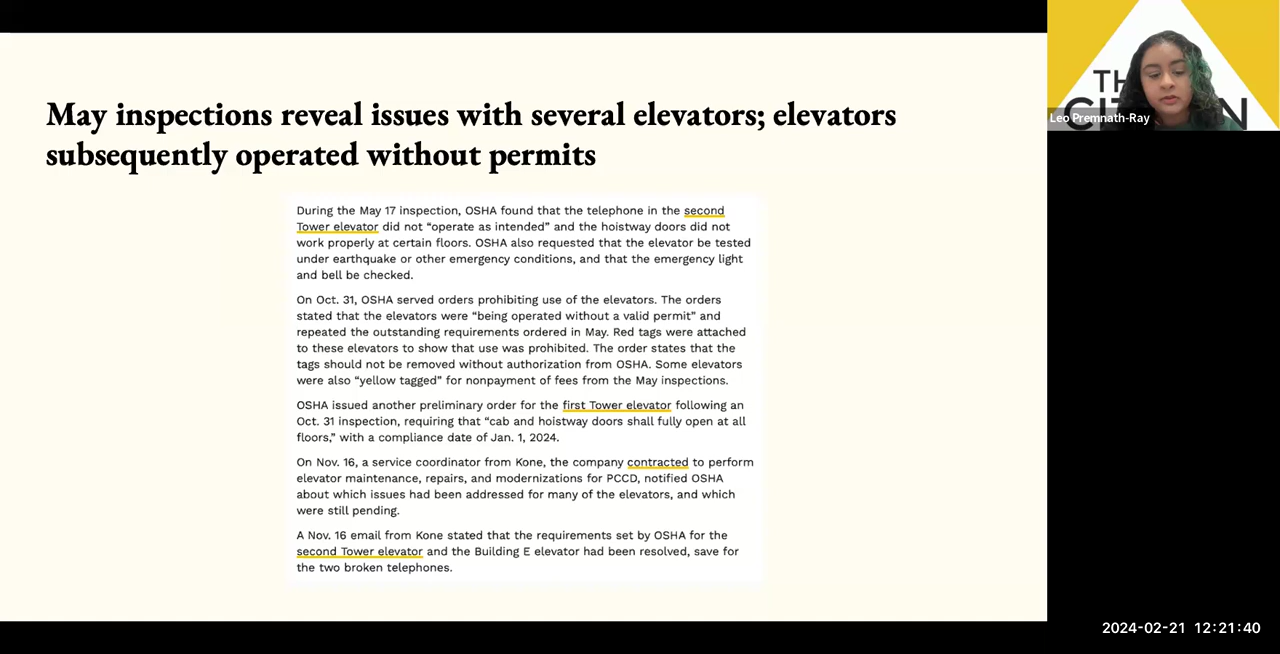 May inspections reveal issues with several elevators; elevators
subsequently operated without permits
During the May 17 inspection, OSHA found that the telephone in the second
Tower elevator did not “operate as intended” and the hoistway doors did not
work properly at certain floors. OSHA also requested that the elevator be tested
under earthquake or other emergency conditions, and that the emergency light
and bell be checked.
On Oct. 31, OSHA served orders prohibiting use of the elevators. The orders
stated that the elevators were “being operated without a valid permit” and
repeated the outstanding requirements ordered in May. Red tags were attached
to these elevators to show that use was prohibited. The order states that the
tags should not be removed without authorization from OSHA. Some elevators
were also “yellow tagged” for nonpayment of fees from the May inspections.
OSHA issued another preliminary order for the first Tower elevator following an
Oct. 31 inspection, requiring that “cab and hoistway doors shall fully open at all
floors,” with a compliance date of Jan. 1, 2024.
On Nov. 16, a service coordinator from Kone, the company contracted to perform
elevator maintenance, repairs, and modernizations for PCCD, notified OSHA
about which issues had been addressed for many of the elevators, and which
were still pending.
A Nov. 16 email from Kone stated that the requirements set by OSHA for the
second Tower elevator and the Building E elevator had been resolved, save for
the two broken telephones.
TH
Leo Premnath-Ray
2024-02-21 12:21:40